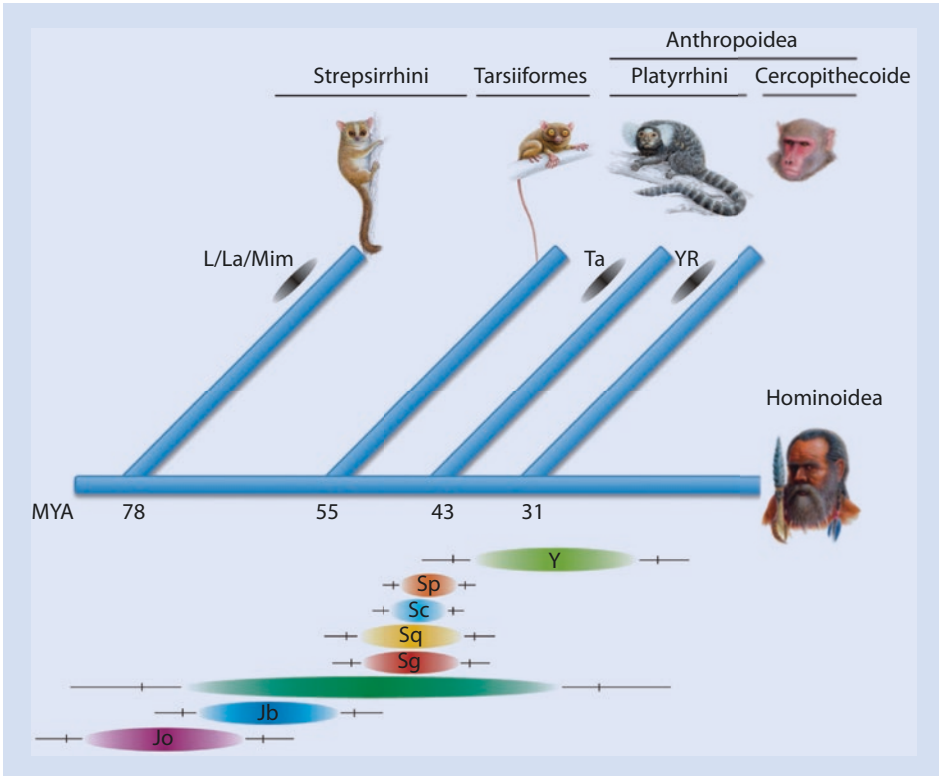 Anthropoidea
Strepsirrhini Tarsiiformes Platyrrhini Cercopithecoide
L/La/Mim Ta YR
Hominoidea
MYA 78 55 43 31
Y
Sp
Sc
Sq
Sg
Jb
Jo